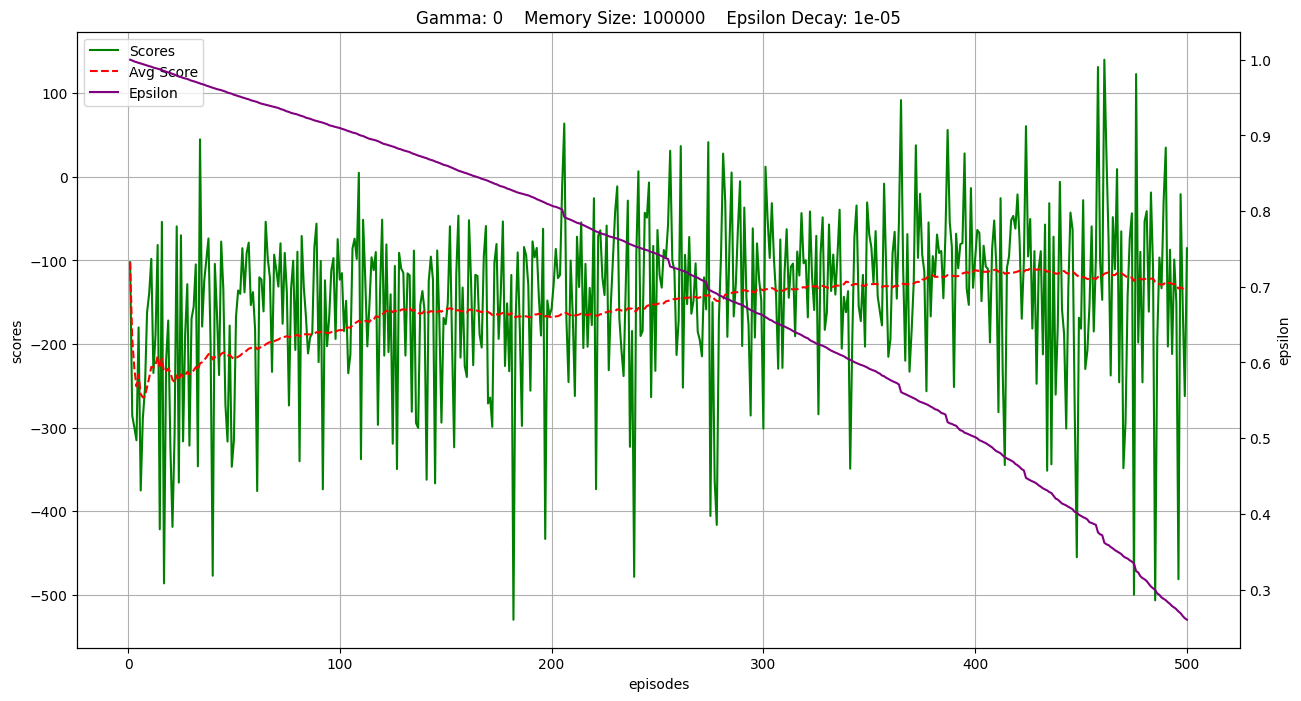 Gamma: 0    Memory Size: 100000    Epsilon Decay: 1e-05
Scores
Avg Score
Epsilon
scores
100
0
−100
−200
−300
−400
−500
1.0
0.9
0.8
0.7
0.6
0.5
0.4
0.3
epsilon
0 100 200 300 400 500
episodes